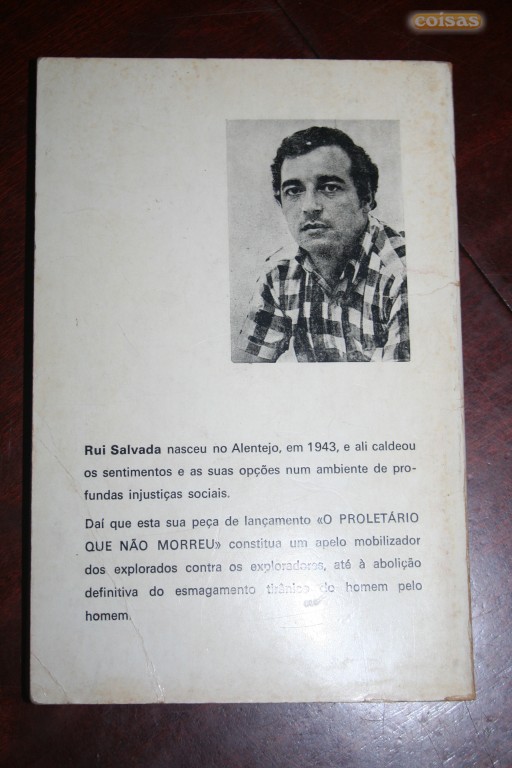 coisas
Rui Salvada nasceu no Alentejo, em 1943, e ali caldeou
os sentimentos e as suas opções num ambiente de pro-
fundas injustiças sociais.
Daí que esta sua peça de lançamento «O PROLETÁRIO
QUE NÃO MORREU» constitua um apelo mobilizador
dos explorados contra os exploradores, até à abolição
definitiva do esmagamento tirânico do homem pelo
homem.